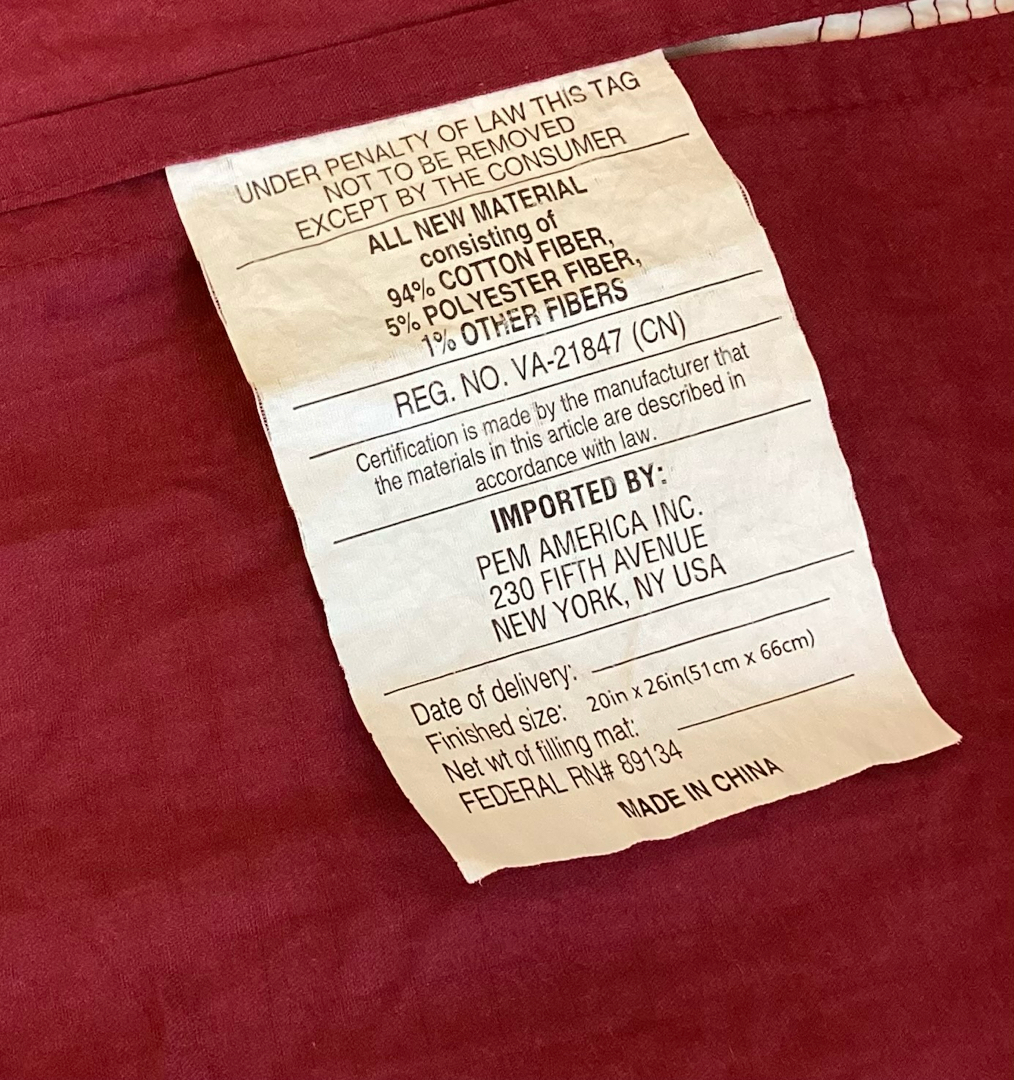 UNDER PENALTY OF LAW THIS TAG
NOT TO BE REMOVED
EXCEPT BY THE CONSUMER
ALL NEW MATERIAL
consisting of
94% COTTON FIBER,
5% POLYESTER FIBER,
1% OTHER FIBERS
REG. NO. VA-21847 (CN)
Certification is made by the manufacturer that
the materials in this article are described in
accordance with law.
IMPORTED BY:
PEM AMERICA INC.
230 FIFTH AVENUE
NEW YORK, NY USA
Date of delivery:
Finished size: 20in x 26in(51cm x 66cm)
Net wt of filling mat:
FEDERAL RN# 89134
MADE IN CHINA